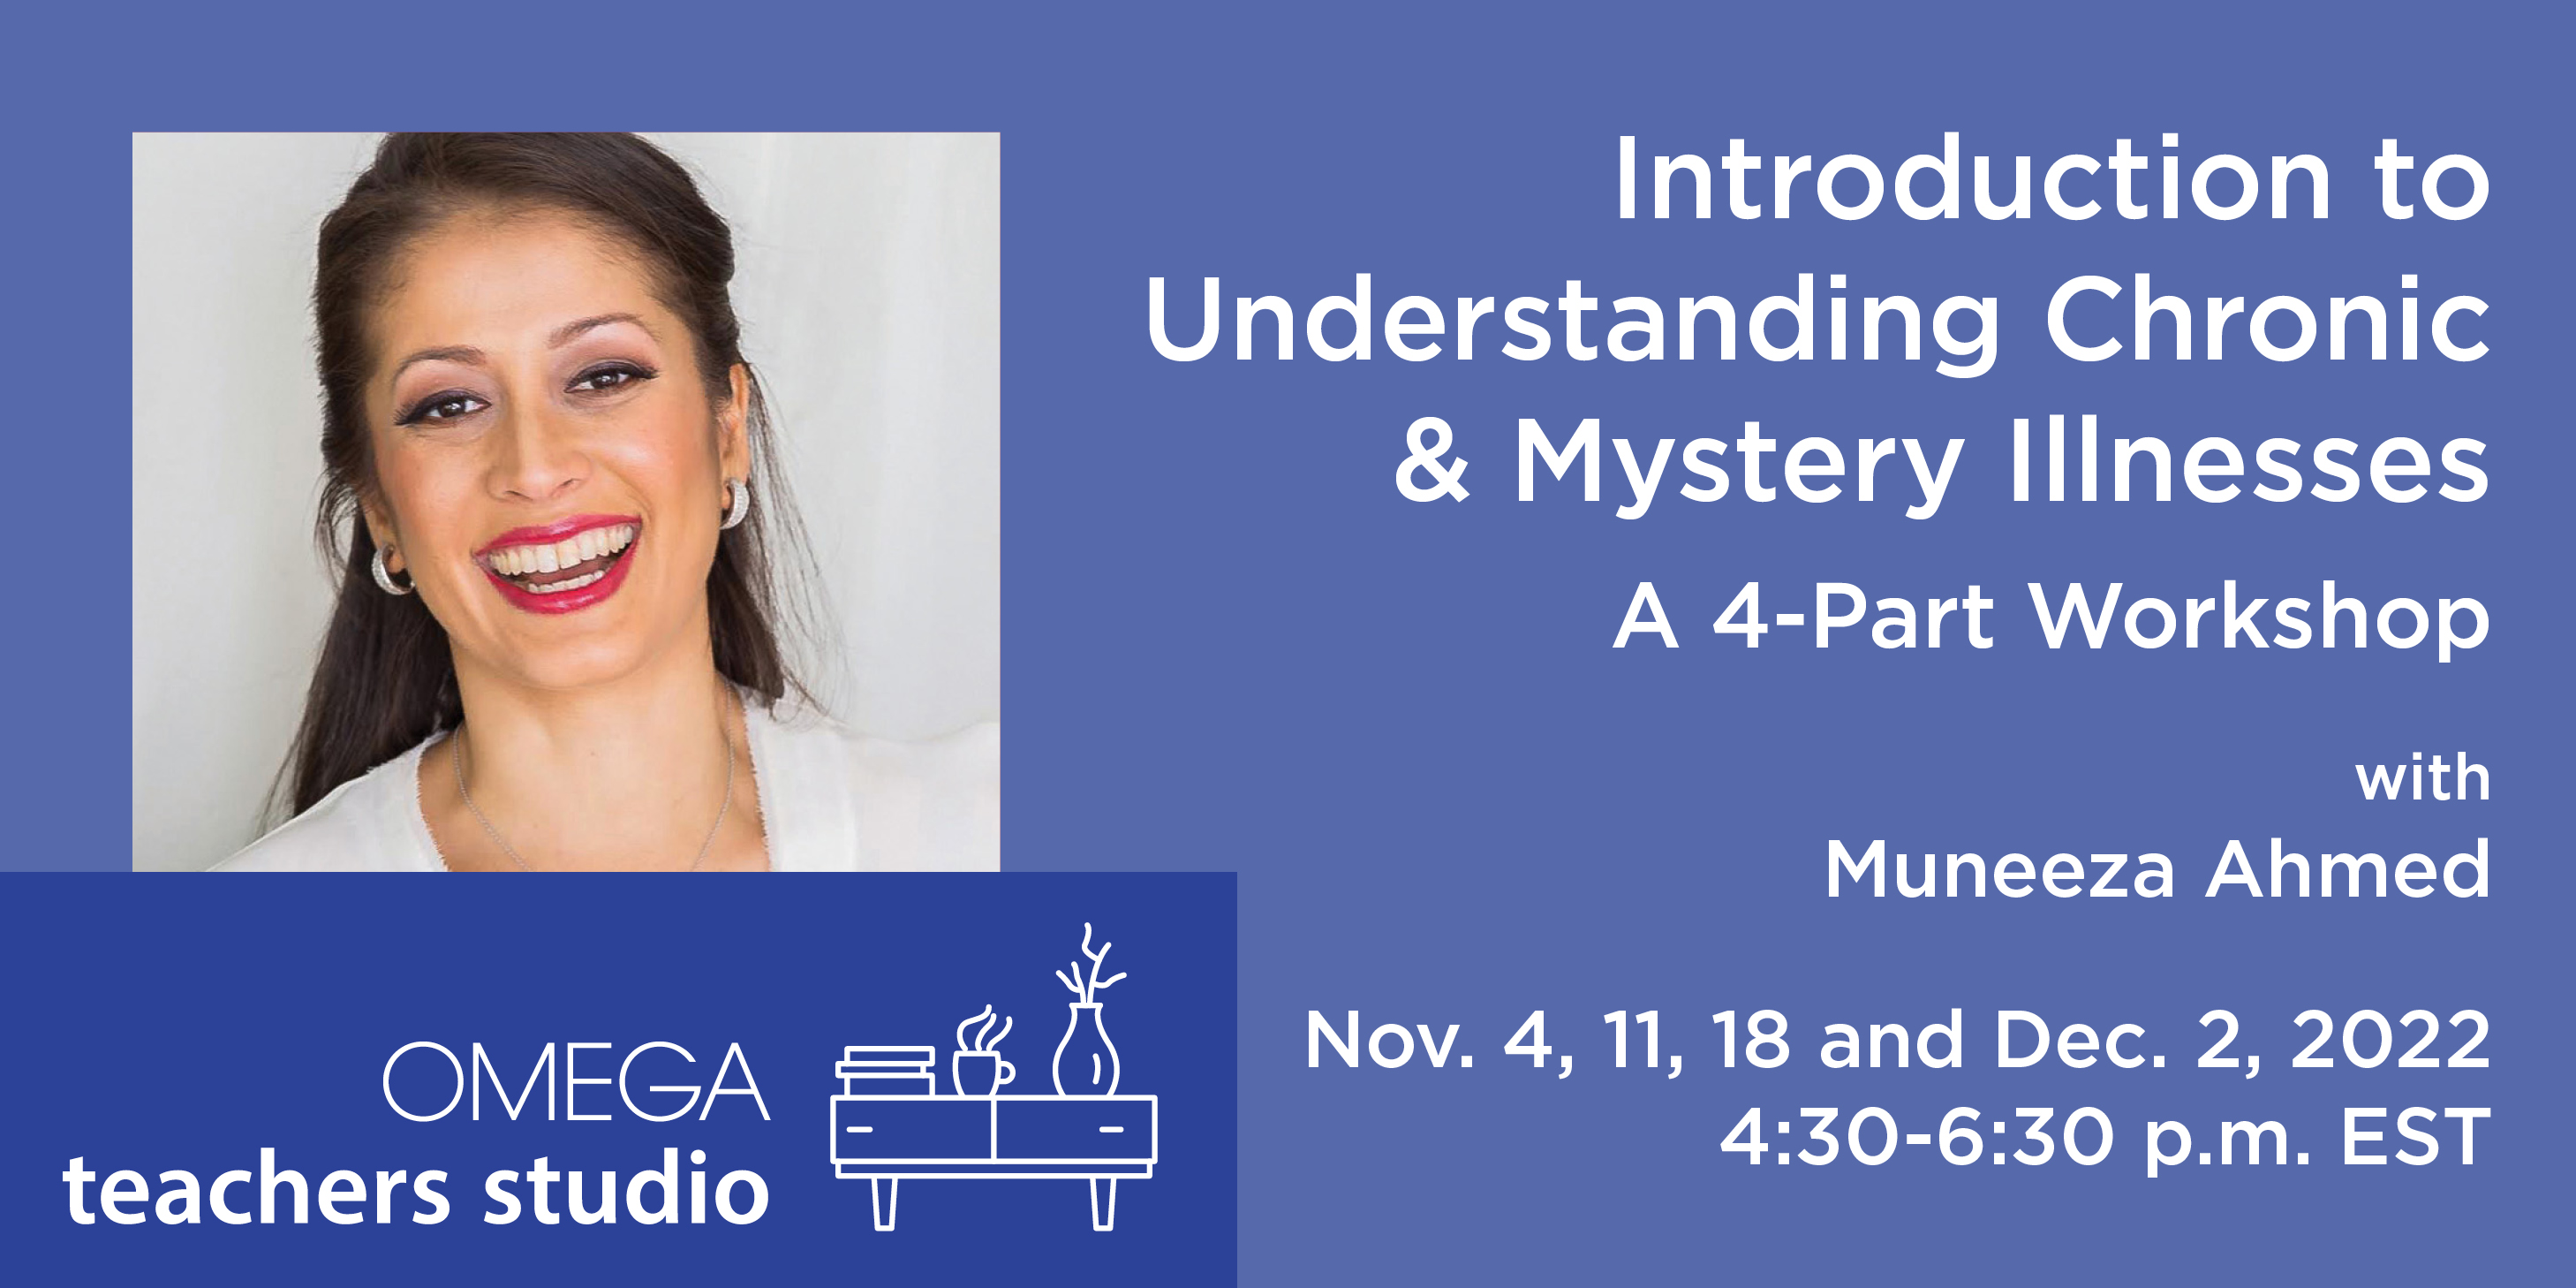 Introduction to
Understanding Chronic
& Mystery Illnesses
A 4-Part Workshop
with
Muneeza Ahmed
Nov. 4, 11, 18 and Dec. 2, 2022
4:30-6:30 p.m. EST
OMEGA
teachers studio